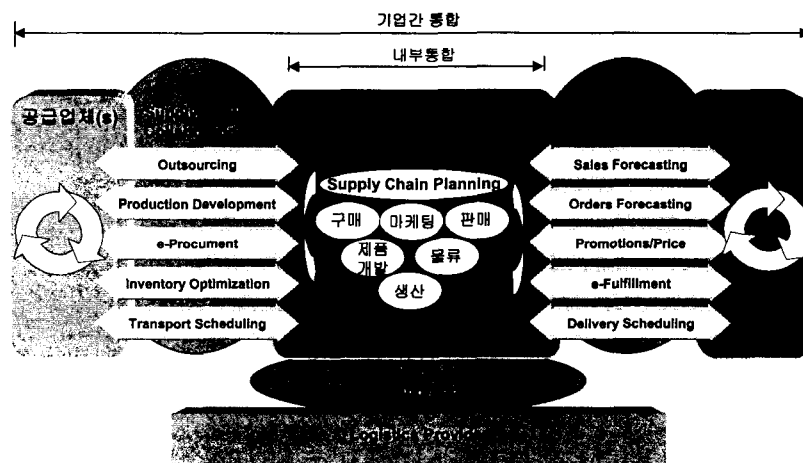 기업간 통합
내부통합
공급업체(s)
Outsourcing
Production Development
e-Procument
Inventory Optimization
Transport Scheduling
Supply Chain Planning
구매
마케팅
판매
제품
개발
물류
생산
Sales Forecasting
Orders Forecasting
Promotions/Price
e-Fulfillment
Delivery Scheduling
Logistics